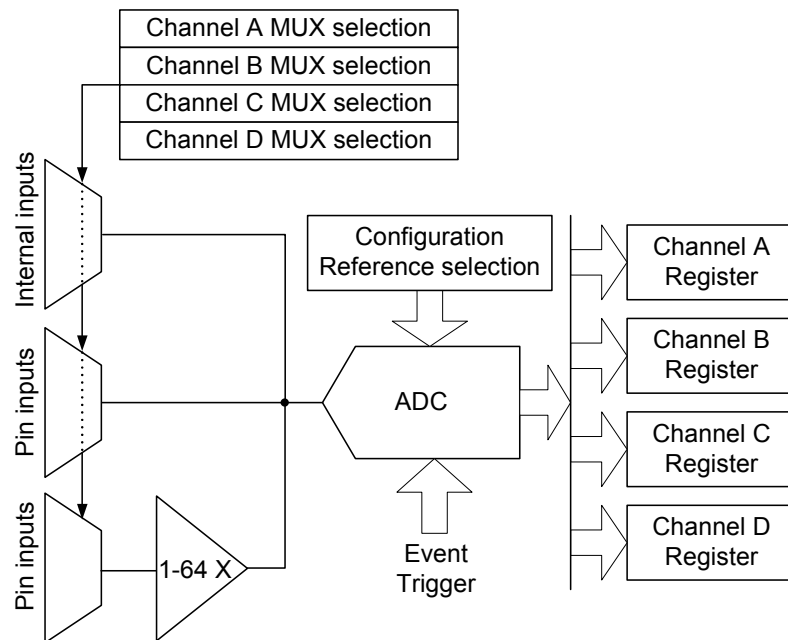 Channel A MUX selection
Channel B MUX selection
Channel C MUX selection
Channel D MUX selection
Internal inputs
Pin inputs
Pin inputs
1-64 X
Configuration
Reference selection
ADC
Event
Trigger
Channel A
Register
Channel B
Register
Channel C
Register
Channel D
Register